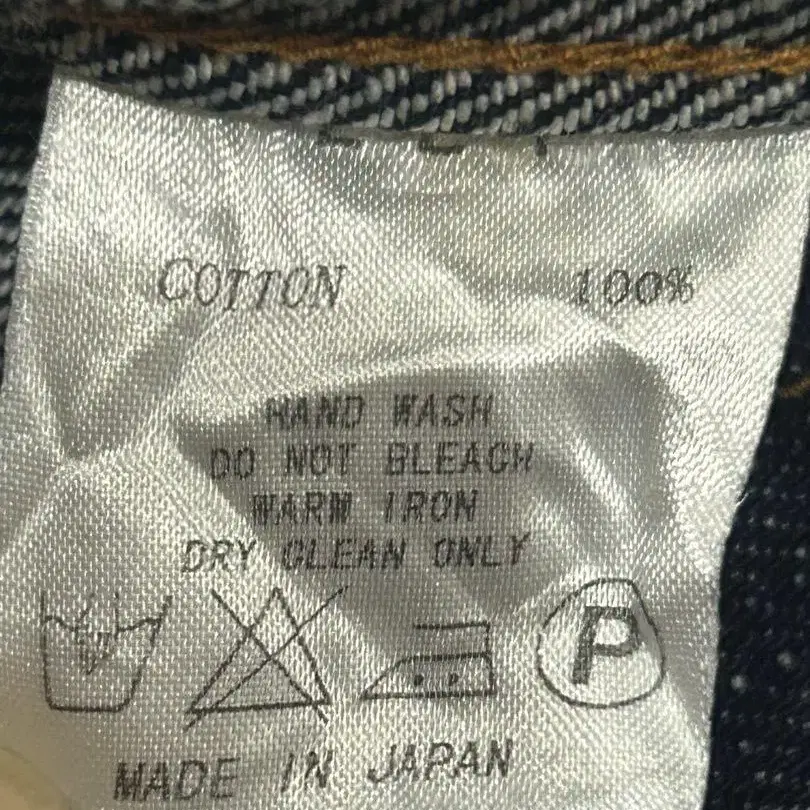 COTTON 100%
HAND WASH
DO NOT BLEACH
WARM IRON
DRY CLEAN ONLY
P
MADE IN JAPAN